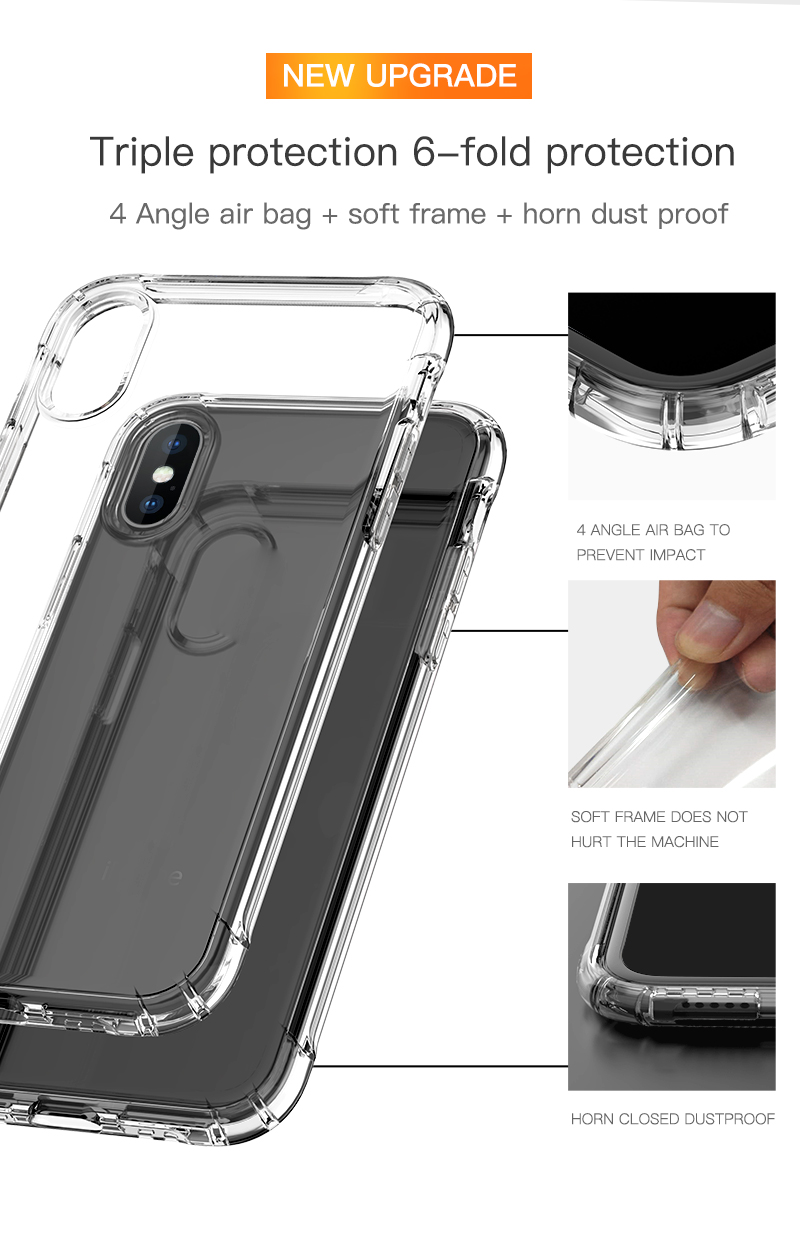 NEW UPGRADE
Triple protection 6-fold protection
4 Angle air bag + soft frame + horn dust proof
4 ANGLE AIR BAG TO
PREVENT IMPACT
SOFT FRAME DOES NOT
HURT THE MACHINE
HORN CLOSED DUSTPROOF